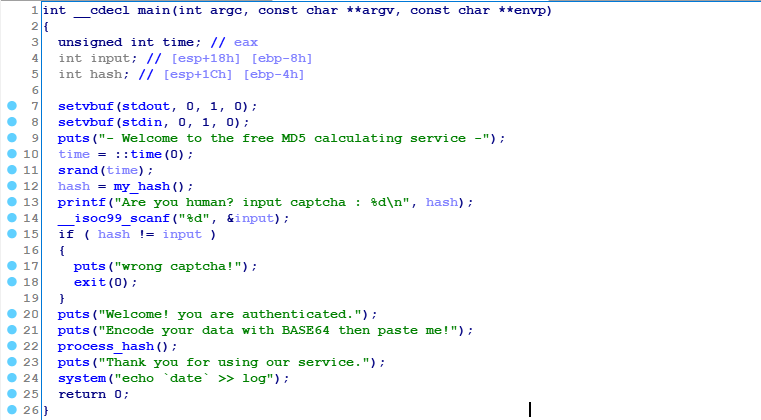 1 int __cdecl main(int argc, const char **argv, const char **envp)
2 {
3   unsigned int time; // eax
4   int input; // [esp+18h] [ebp-8h]
5   int hash; // [esp+1Ch] [ebp-4h]
6
7   setvbuf(stdout, 0, 1, 0);
8   setvbuf(stdin, 0, 1, 0);
9   puts("- Welcome to the free MD5 calculating service -");
10   time = ::time(0);
11   srand(time);
12   hash = my_hash();
13   printf("Are you human? input captcha : %d\n", hash);
14   __isoc99_scanf("%d", &input);
15   if ( hash != input )
16   {
17     puts("wrong captcha!");
18     exit(0);
19   }
20   puts("Welcome! you are authenticated.");
21   puts("Encode your data with BASE64 then paste me!");
22   process_hash();
23   puts("Thank you for using our service.");
24   system("echo `date` >> log");
25   return 0;
26 }